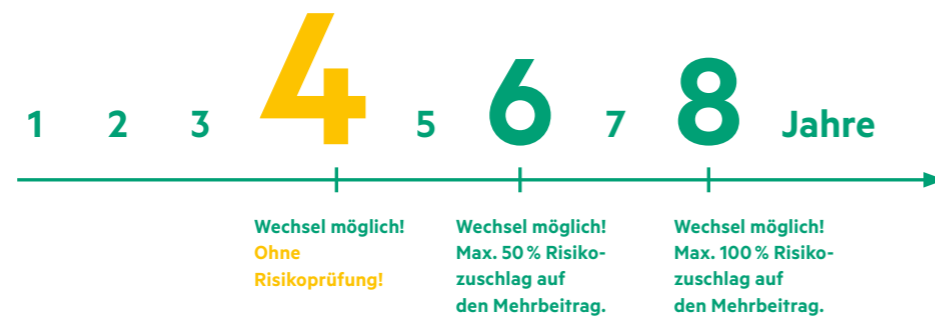 1 2 3 4 5 6 7 8 Jahre
Wechsel möglich!
Ohne
Risikoprüfung!
Wechsel möglich!
Max. 50 % Risiko-
zuschlag auf
den Mehrbeitrag.
Wechsel möglich!
Max. 100 % Risiko-
zuschlag auf
den Mehrbeitrag.